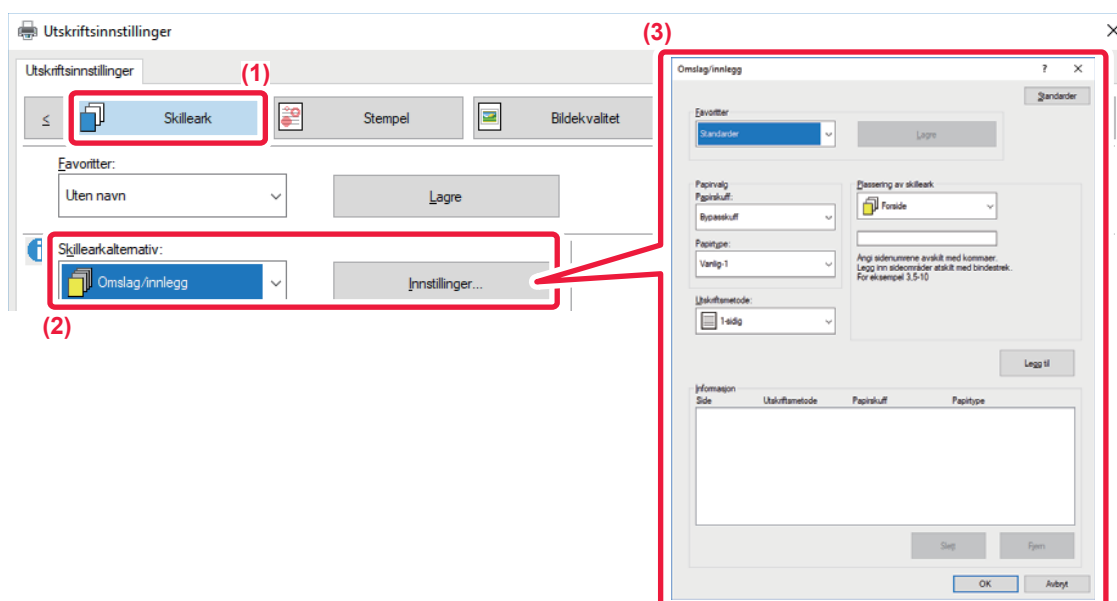 Utskriftsinnstillinger
(3)
Utskriftsinnstillinger
(1)
≤
Skilleark
Stempel
Bildekvalitet
Favoritter:
Uten navn
Lagre
Skillearkalternativ:
Omslag/innlegg
Innstillinger...
(2)
Omslag/innlegg
?
Standarder
Favoritter
Standarder
Lagre
Papirvalg
Papirskuff:
Bypasskuff
Papirtype:
Vanlig-1
Utskriftsmetode:
1-sidig
Plassering av skilleark
Forside
Angi sidenumrene avskilt med kommaer.
Legg inn sideområder atskilt med bindestrek.
For eksempel 3,5-10
Legg til
Informasjon
Side Utskriftsmetode Papirskuff Papirtype
Slett Fjern
OK Avbryt